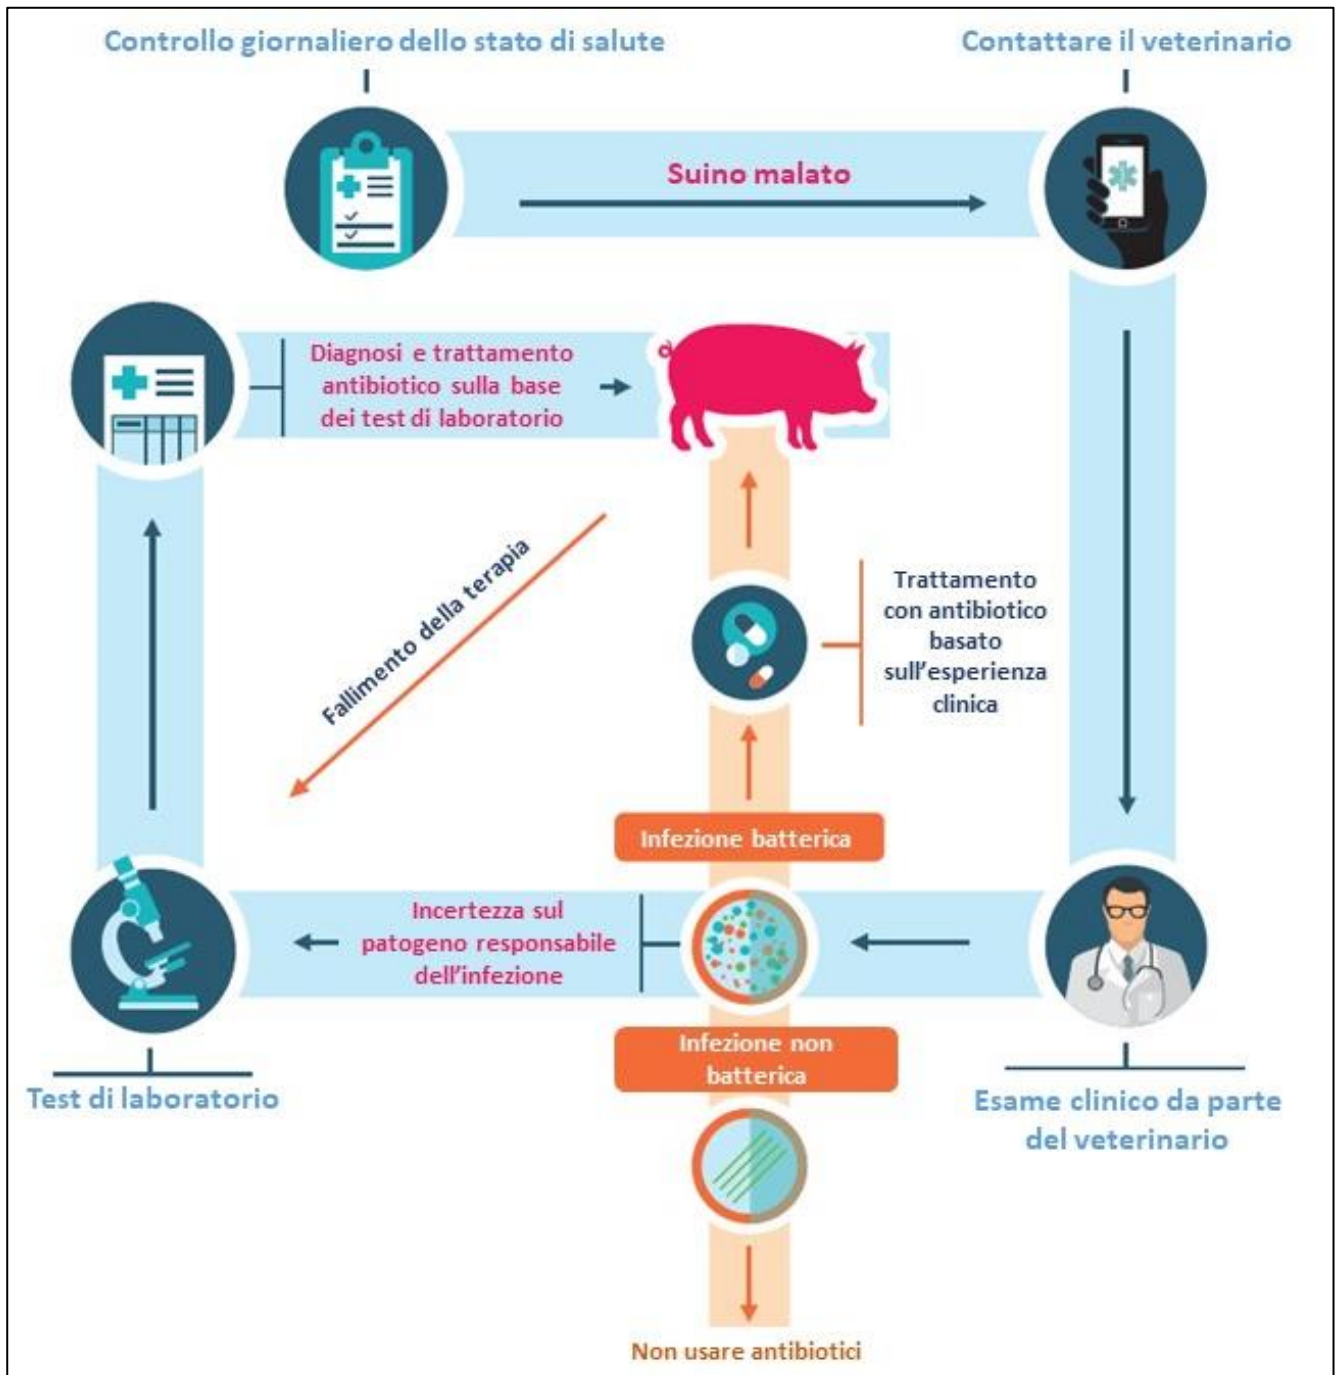 Controllo giornaliero dello stato di salute
Contattare il veterinario
Suino malato
Diagnosi e trattamento
antibiotico sulla base
dei test di laboratorio
Fallimento della terapia
Trattamento
con antibiotico
basato
sull'esperienza
clinica
Infezione batterica
Incertezza sul
patogeno responsabile
dell'infezione
Infezione non
batterica
Test di laboratorio
Esame clinico da parte
del veterinario
Non usare antibiotici